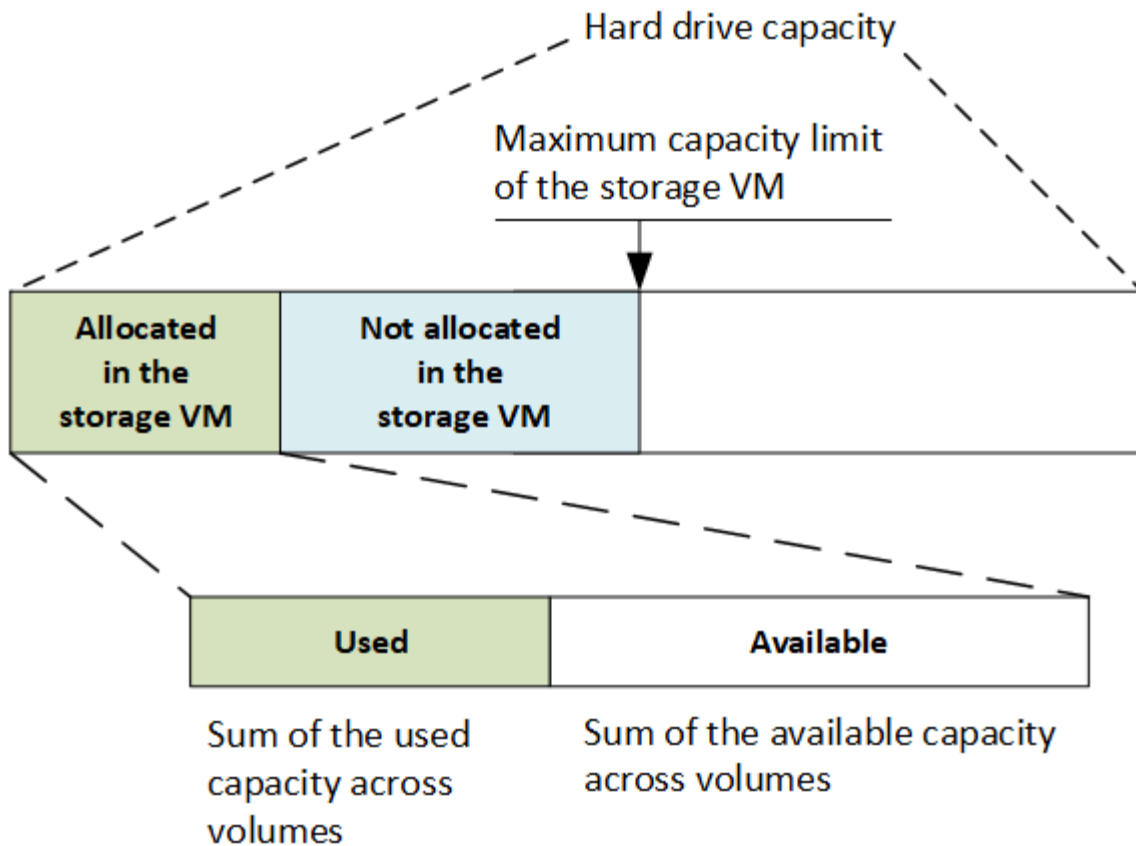 Hard drive capacity
Maximum capacity limit
of the storage VM
Allocated
in the
storage VM
Not allocated
in the
storage VM
Used
Available
Sum of the used
capacity across
volumes
Sum of the available capacity
across volumes